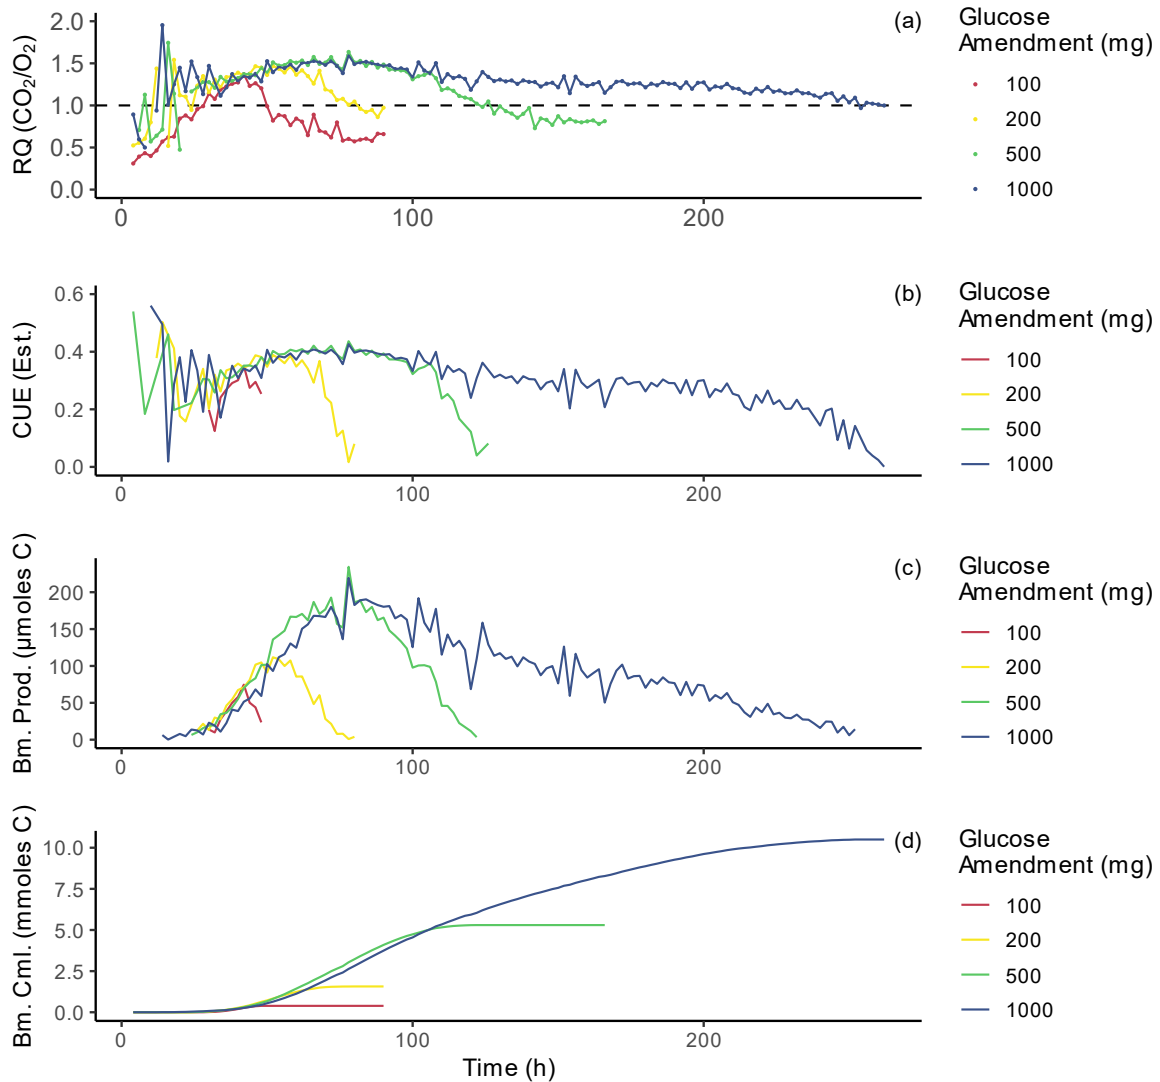 RQ (CO₂/O₂)
2.0
1.5
1.0
0.5
0.0
0
100
200
(a)
Glucose
Amendment (mg)
100
200
500
1000
CUE (Est.)
0.6
0.4
0.2
0.0
0
100
200
(b)
Glucose
Amendment (mg)
100
200
500
1000
Bm. Prod. (µmoles C)
200
150
100
50
0
0
100
200
(c)
Glucose
Amendment (mg)
100
200
500
1000
Bm. Cml. (mmoles C)
10.0
7.5
5.0
2.5
0.0
0
100
200
Time (h)
(d)
Glucose
Amendment (mg)
100
200
500
1000